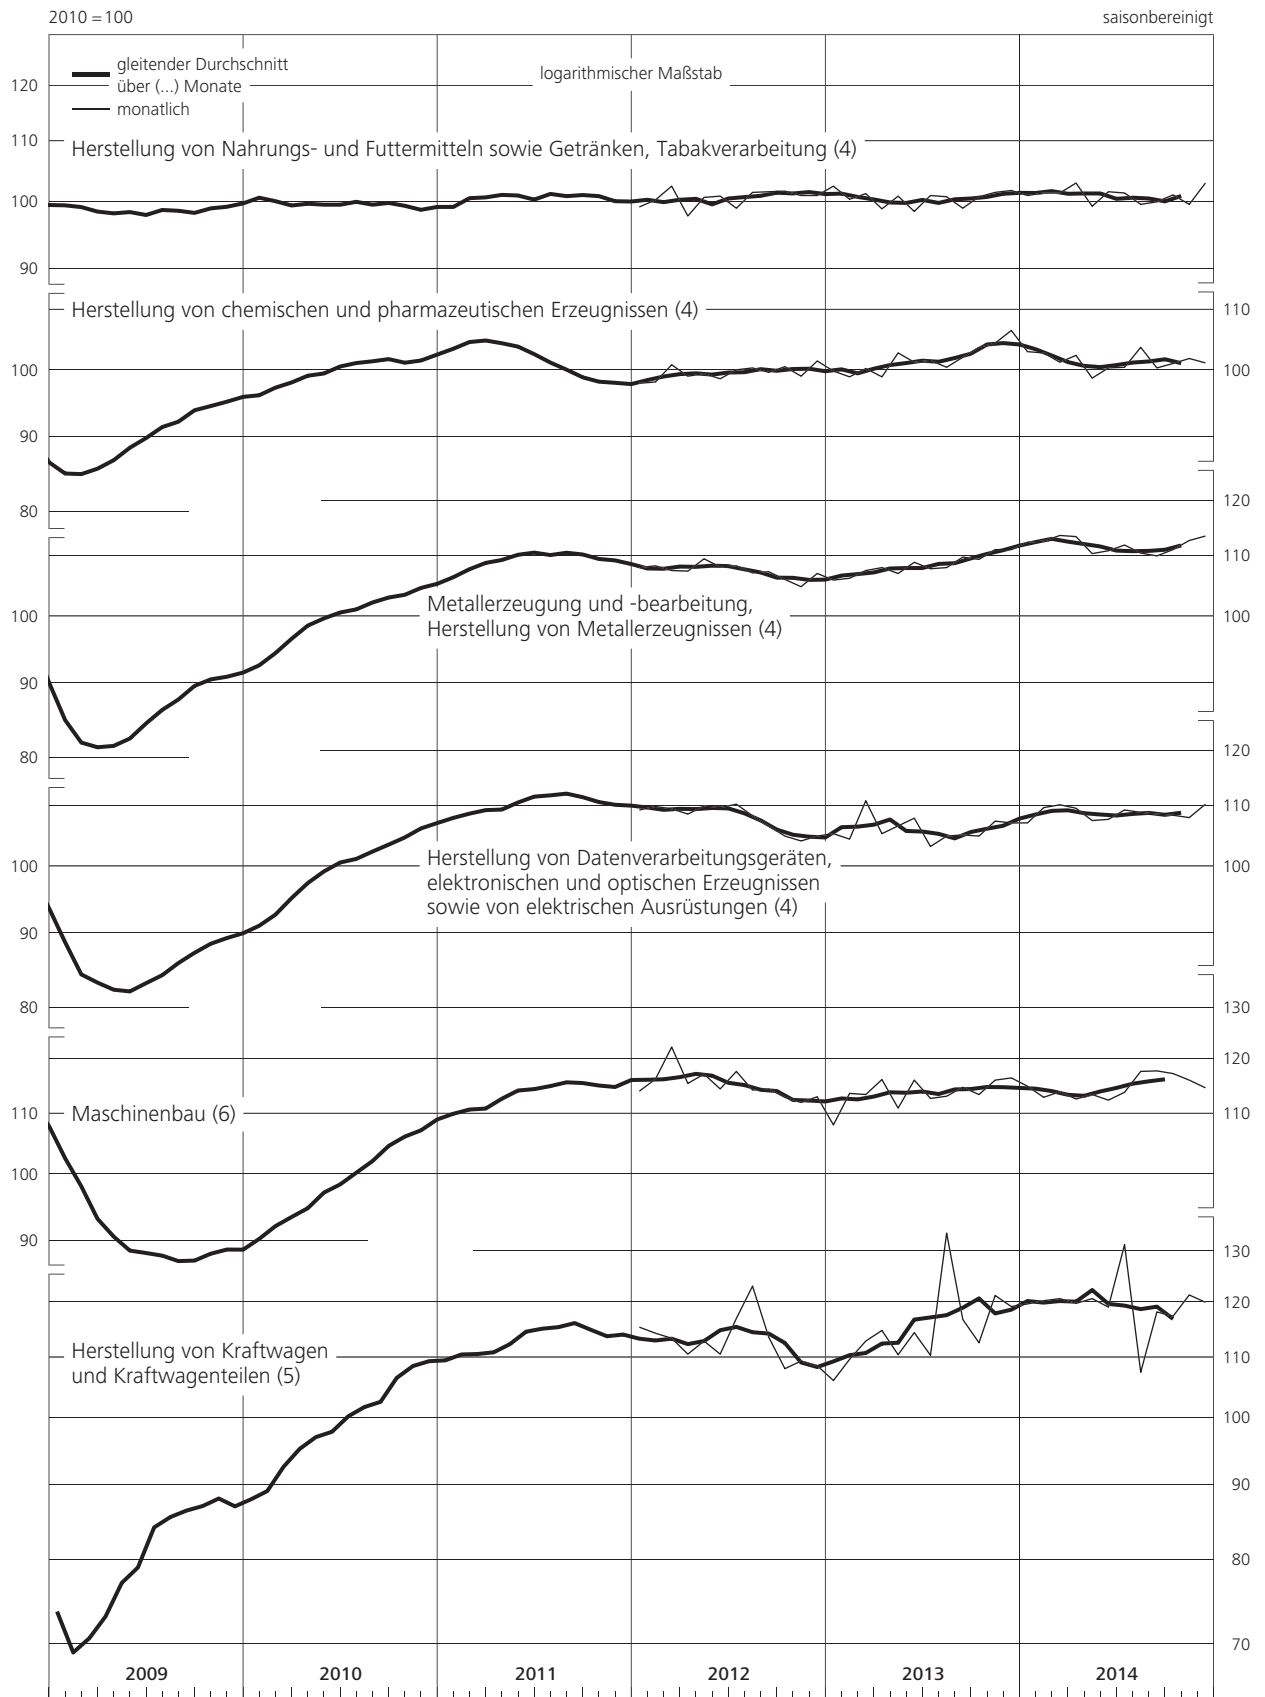 2010 = 100 saisonbereinigt
gleitender Durchschnitt
über (...) Monate
monatlich
logarithmischer Maßstab
120
110
Herstellung von Nahrungs- und Futtermitteln sowie Getränken, Tabakverarbeitung (4)
100
90
Herstellung von chemischen und pharmazeutischen Erzeugnissen (4)
110
100 100
90
80
120
110
Metallerzeugung und -bearbeitung,
Herstellung von Metallerzeugnissen (4)
100 100
90
80
120
110
Herstellung von Datenverarbeitungsgeräten,
elektronischen und optischen Erzeugnissen
sowie von elektrischen Ausrüstungen (4)
100 100
90
80
130
120
110 Maschinenbau (6) 110
100
90
130
120
Herstellung von Kraftwagen
und Kraftwagenteilen (5)
110
100
90
80
70
2009 2010 2011 2012 2013 2014